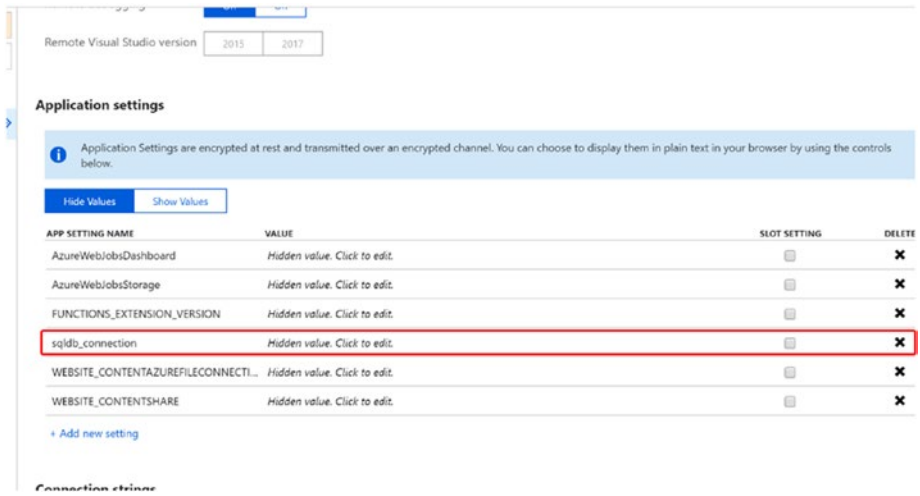 Remote Visual Studio version 2015 2017
Application settings
Application Settings are encrypted at rest and transmitted over an encrypted channel. You can choose to display them in plain text in your browser by using the controls
below.
Hide Values Show Values
APP SETTING NAME VALUE SLOT SETTING DELETE
AzureWebJobsDashboard Hidden value. Click to edit.
AzureWebJobsStorage Hidden value. Click to edit.
FUNCTIONS_EXTENSION_VERSION Hidden value. Click to edit.
sqldb_connection Hidden value. Click to edit.
WEBSITE_CONTENTAZUREFILECONNECTI... Hidden value. Click to edit.
WEBSITE_CONTENTSHARE Hidden value. Click to edit.
+ Add new setting
Connection strings